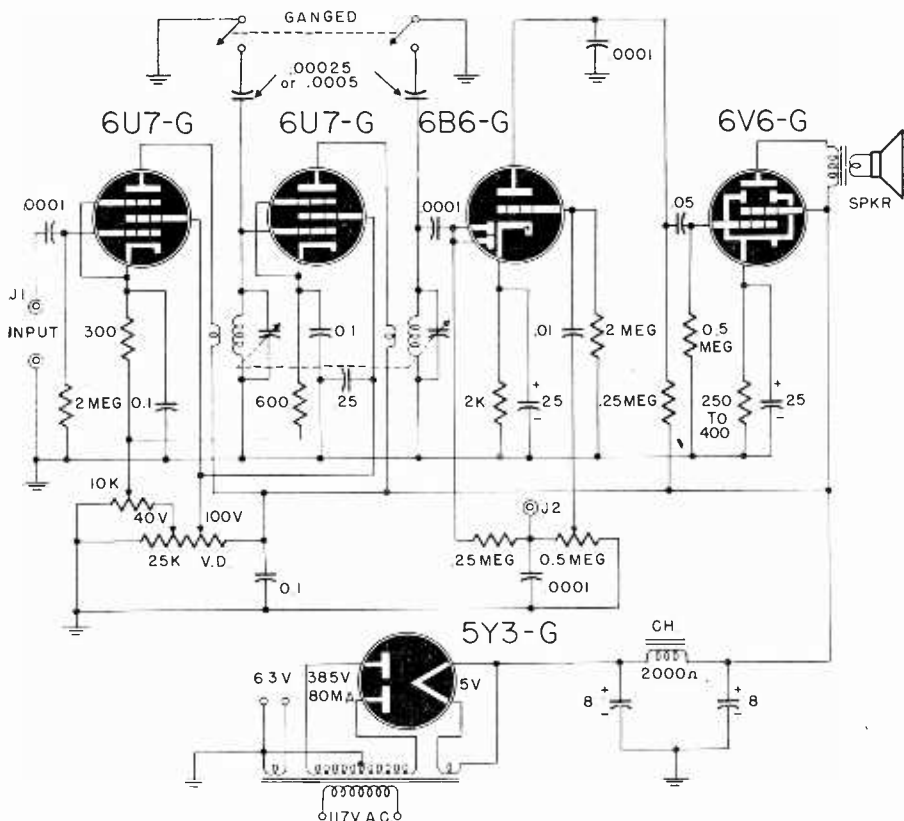 GANGED
.00025
or .0005
.0001
6U7-G
6U7-G
6B6-G
6V6-G
SPKR
.0001
.0001
.05
J1
INPUT
300
2 MEG
0.1
0.1
600
25
2K
25
.01
2 MEG
.25MEG
0.5
MEG
250
TO
400
25
10K
40V
100V
25K
V.D
0.1
J2
.25MEG
0.5MEG
.0001
5Y3-G
CH
2000Ω
6 3 V
385V
80MA
5V
8
8
117V A C